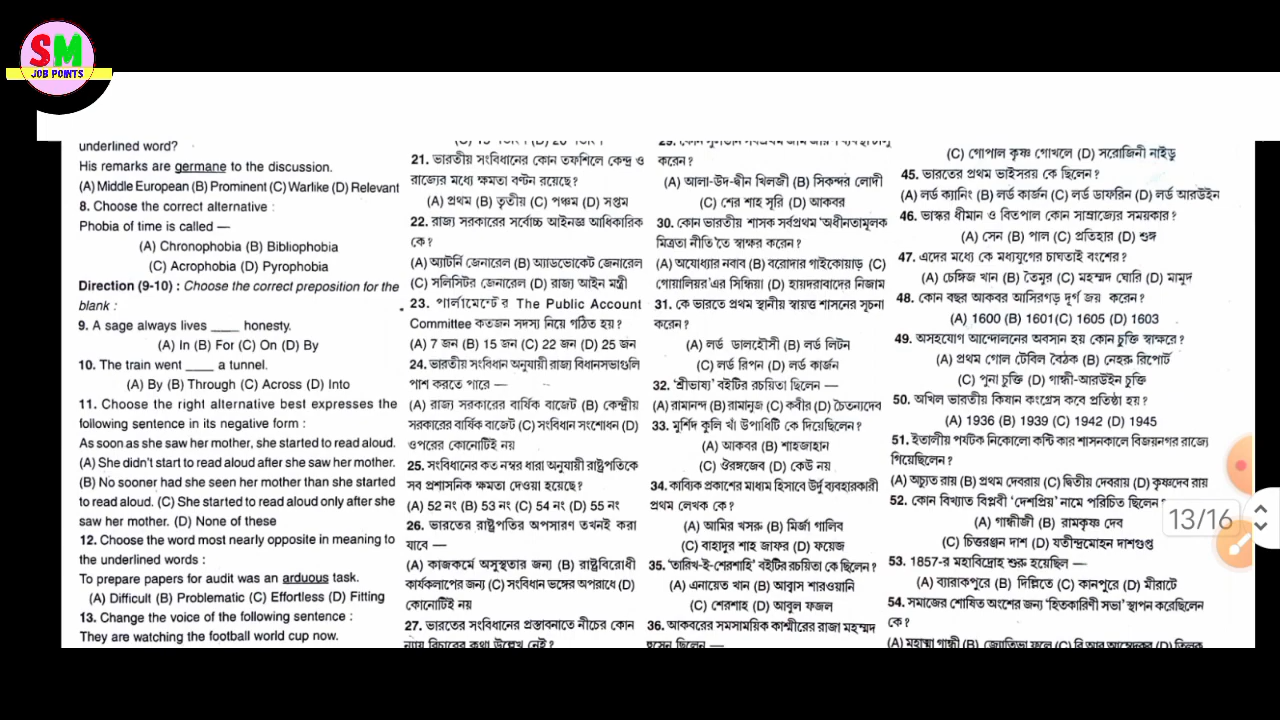 SM
JOB POINTS
underlined word?
His remarks are germane to the discussion.
(A) Middle European (B) Prominent (C) Warlike (D) Relevant
8. Choose the correct alternative :
Phobia of time is called —
(A) Chronophobia (B) Bibliophobia
(C) Acrophobia (D) Pyrophobia
Direction (9-10) : Choose the correct preposition for the
blank :
9. A sage always lives ____ honesty.
(A) In (B) For (C) On (D) By
10. The train went ____ a tunnel.
(A) By (B) Through (C) Across (D) Into
11. Choose the right alternative best expresses the
following sentence in its negative form :
As soon as she saw her mother, she started to read aloud.
(A) She didn't start to read aloud after she saw her mother.
(B) No sooner had she seen her mother than she started
to read aloud. (C) She started to read aloud only after she
saw her mother. (D) None of these
12. Choose the word most nearly opposite in meaning to
the underlined words :
To prepare papers for audit was an arduous task.
(A) Difficult (B) Problematic (C) Effortless (D) Fitting
13. Change the voice of the following sentence :
They are watching the football world cup now.
21. ভারতীয় সংবিধানের কোন তফশিলে কেন্দ্র ও
রাজ্যের মধ্যে ক্ষমতা বণ্টন রয়েছে?
(A) প্রথম (B) তৃতীয় (C) পঞ্চম (D) সপ্তম
22. রাজ্য সরকারের সর্বোচ্চ আইনজ্ঞ আধিকারিক
কে?
(A) অ্যাটর্নি জেনারেল (B) অ্যাডভোকেট জেনারেল
(C) সলিসিটর জেনারেল (D) রাজ্য আইন মন্ত্রী
23. পার্লামেন্টের The Public Account
Committee কতজন সদস্য নিয়ে গঠিত হয়?
(A) 7 জন (B) 15 জন (C) 22 জন (D) 25 জন
24. ভারতীয় সংবিধান অনুযায়ী রাজ্য বিধানসভাগুলি
পাশ করতে পারে —
(A) রাজ্য সরকারের বার্ষিক বাজেট (B) কেন্দ্রীয়
সরকারের বার্ষিক বাজেট (C) সংবিধান সংশোধন (D)
ওপরের কোনোটিই নয়
25. সংবিধানের কত নম্বর ধারা অনুযায়ী রাষ্ট্রপতিকে
সব প্রশাসনিক ক্ষমতা দেওয়া হয়েছে?
(A) 52 নং (B) 53 নং (C) 54 নং (D) 55 নং
26. ভারতের রাষ্ট্রপতির অপসারণ তখনই করা
যাবে —
(A) কাজকর্মে অসুস্থতার জন্য (B) রাষ্ট্রবিরোধী
কার্যকলাপের জন্য (C) সংবিধান ভঙ্গের অপরাধে (D)
কোনোটিই নয়
27. ভারতের সংবিধানের প্রস্তাবনাতে নীচের কোন
ন্যায় বিচারের কথা উল্লেখ নেই?
করেন?
(A) আলা-উদ-দ্বীন খিলজী (B) সিকন্দর লোদী
(C) শের শাহ সূরি (D) আকবর
30. কোন ভারতীয় শাসক সর্বপ্রথম 'অধীনতামূলক
মিত্রতা নীতি'তে স্বাক্ষর করেন?
(A) অযোধ্যার নবাব (B) বরোদার গাইকোয়াড় (C)
গোয়ালিয়র'এর সিন্ধিয়া (D) হায়দরাবাদের নিজাম
31. কে ভারতে প্রথম স্থানীয় স্বায়ত্ত শাসনের সূচনা
করেন?
(A) লর্ড ডালহৌসী (B) লর্ড লিটন
(C) লর্ড রিপন (D) লর্ড কার্জন
32. 'শ্রীভাষ্য' বইটির রচয়িতা ছিলেন —
(A) রামানন্দ (B) রামানুজ (C) কবীর (D) চৈতন্যদেব
33. মুর্শিদ কুলি খাঁ উপাধিটি কে দিয়েছিলেন?
(A) আকবর (B) শাহজাহান
(C) ঔরঙ্গজেব (D) কেউ নয়
34. কাব্যিক প্রকাশের মাধ্যম হিসাবে উর্দু ব্যবহারকারী
প্রথম লেখক কে?
(A) আমির খসরু (B) মির্জা গালিব
(C) বাহাদুর শাহ জাফর (D) ফয়েজ
35. 'তারিখ-ই-শেরশাহি' বইটির রচয়িতা কে ছিলেন?
(A) এনায়েত খান (B) আব্বাস শারওয়ানি
(C) শেরশাহ (D) আবুল ফজল
36. আকবরের সমসাময়িক কাশ্মীরের রাজা মহম্মদ
হুসেন ছিলেন —
(C) গোপাল কৃষ্ণ গোখলে (D) সরোজিনী নাইডু
45. ভারতের প্রথম ভাইসরয় কে ছিলেন?
(A) লর্ড ক্যানিং (B) লর্ড কার্জন (C) লর্ড ডাফরিন (D) লর্ড আরউইন
46. ভাস্কর ধীমান ও বিতপাল কোন সাম্রাজ্যের সময়কার?
(A) সেন (B) পাল (C) প্রতিহার (D) শুঙ্গ
47. এদের মধ্যে কে মধ্যযুগের চাঘতাই বংশের?
(A) চেঙ্গিজ খান (B) তৈমুর (C) মহম্মদ ঘোরি (D) মামুদ
48. কোন বছর আকবর আসিরগড় দুর্গ জয় করেন?
(A) 1600 (B) 1601(C) 1605 (D) 1603
49. অসহযোগ আন্দোলনের অবসান হয় কোন চুক্তি স্বাক্ষরে?
(A) প্রথম গোল টেবিল বৈঠক (B) নেহরু রিপোর্ট
(C) পুনা চুক্তি (D) গান্ধী-আরউইন চুক্তি
50. অখিল ভারতীয় কিষান কংগ্রেস কবে প্রতিষ্ঠা হয়?
(A) 1936 (B) 1939 (C) 1942 (D) 1945
51. ইতালীয় পর্যটক নিকোলো কন্টি কার শাসনকালে বিজয়নগর রাজ্যে
গিয়েছিলেন?
(A) অচ্যুত রায় (B) প্রথম দেবরায় (C) দ্বিতীয় দেবরায় (D) কৃষ্ণদেব রায়
52. কোন বিখ্যাত বিপ্লবী 'দেশপ্রিয়' নামে পরিচিত ছিলেন?
(A) গান্ধীজী (B) রামকৃষ্ণ দেব
(C) চিত্তরঞ্জন দাশ (D) যতীন্দ্রমোহন দাশগুপ্ত
53. 1857-র মহাবিদ্রোহ শুরু হয়েছিল —
(A) ব্যারাকপুরে (B) দিল্লিতে (C) কানপুরে (D) মীরাটে
54. সমাজের শোষিত অংশের জন্য 'হিতকারিণী সভা' স্থাপন করেছিলেন
কে?
(A) মহাত্মা গান্ধী (B) জ্যোতিভা ফুলে (C) বি আর আম্বেদকর (D) তিলক
13/16